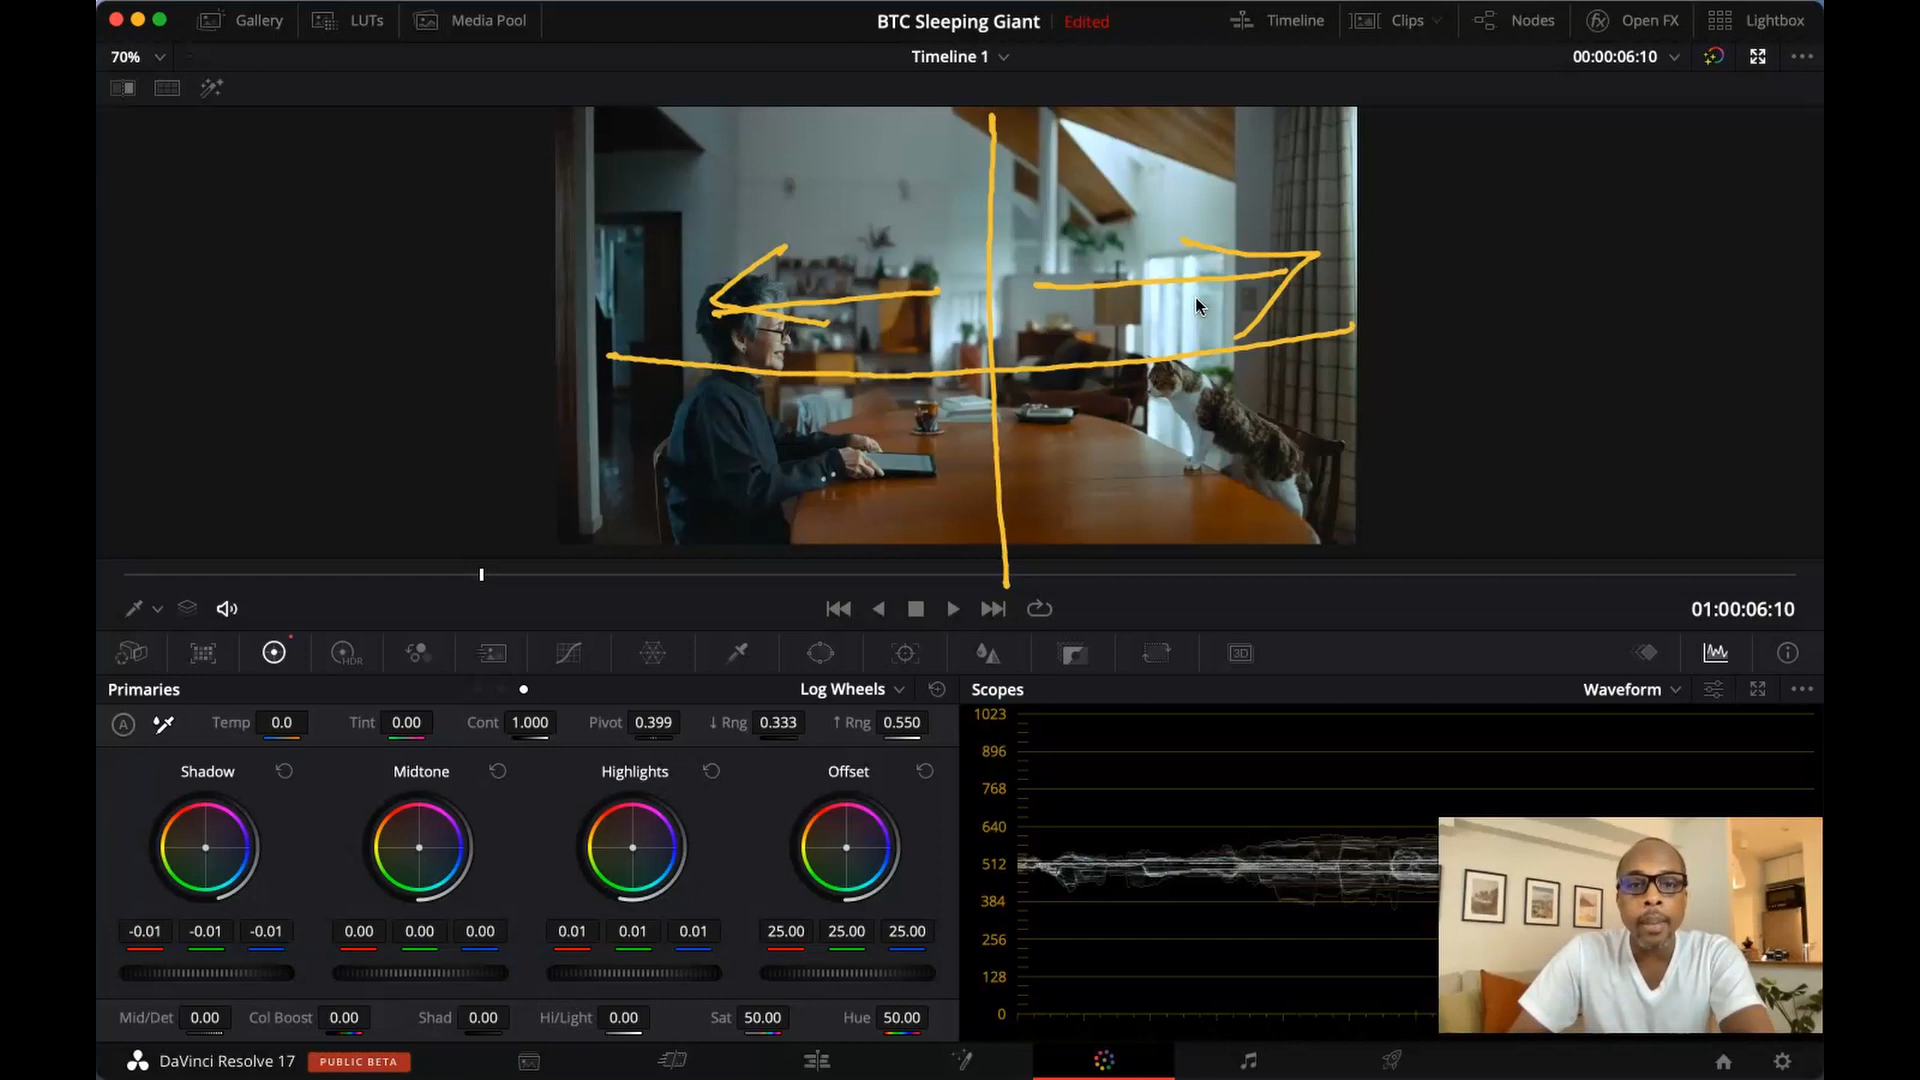 Gallery LUTs Media Pool BTC Sleeping Giant Edited Timeline Clips Nodes Open FX Lightbox
70% Timeline 1 00:00:06:10
01:00:06:10
HDR 3D
Primaries Log Wheels Scopes Waveform
A Temp 0.0 Tint 0.00 Cont 1.000 Pivot 0.399 ↓ Rng 0.333 ↑ Rng 0.550
Shadow Midtone Highlights Offset
-0.01 -0.01 -0.01 0.00 0.00 0.00 0.01 0.01 0.01 25.00 25.00 25.00
Mid/Det 0.00 Col Boost 0.00 Shad 0.00 Hi/Light 0.00 Sat 50.00 Hue 50.00
1023
896
768
640
512
384
256
128
0
DaVinci Resolve 17 PUBLIC BETA